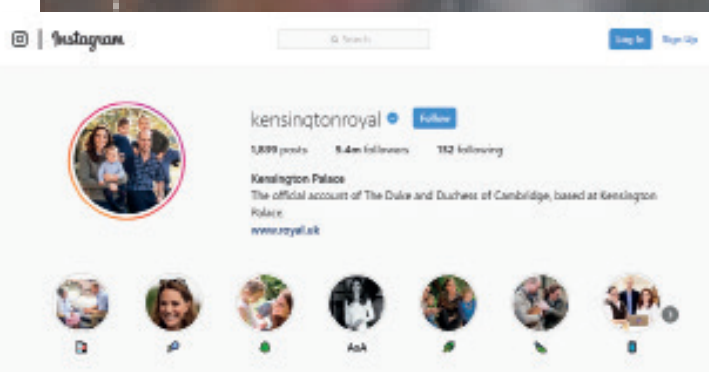 Instagram
Search
Log In
Sign Up
kensingtonroyal
Follow
1,899 posts 9.4m followers 132 following
Kensington Palace
The official account of The Duke and Duchess of Cambridge, based at Kensington
Palace.
www.royal.uk
AoA